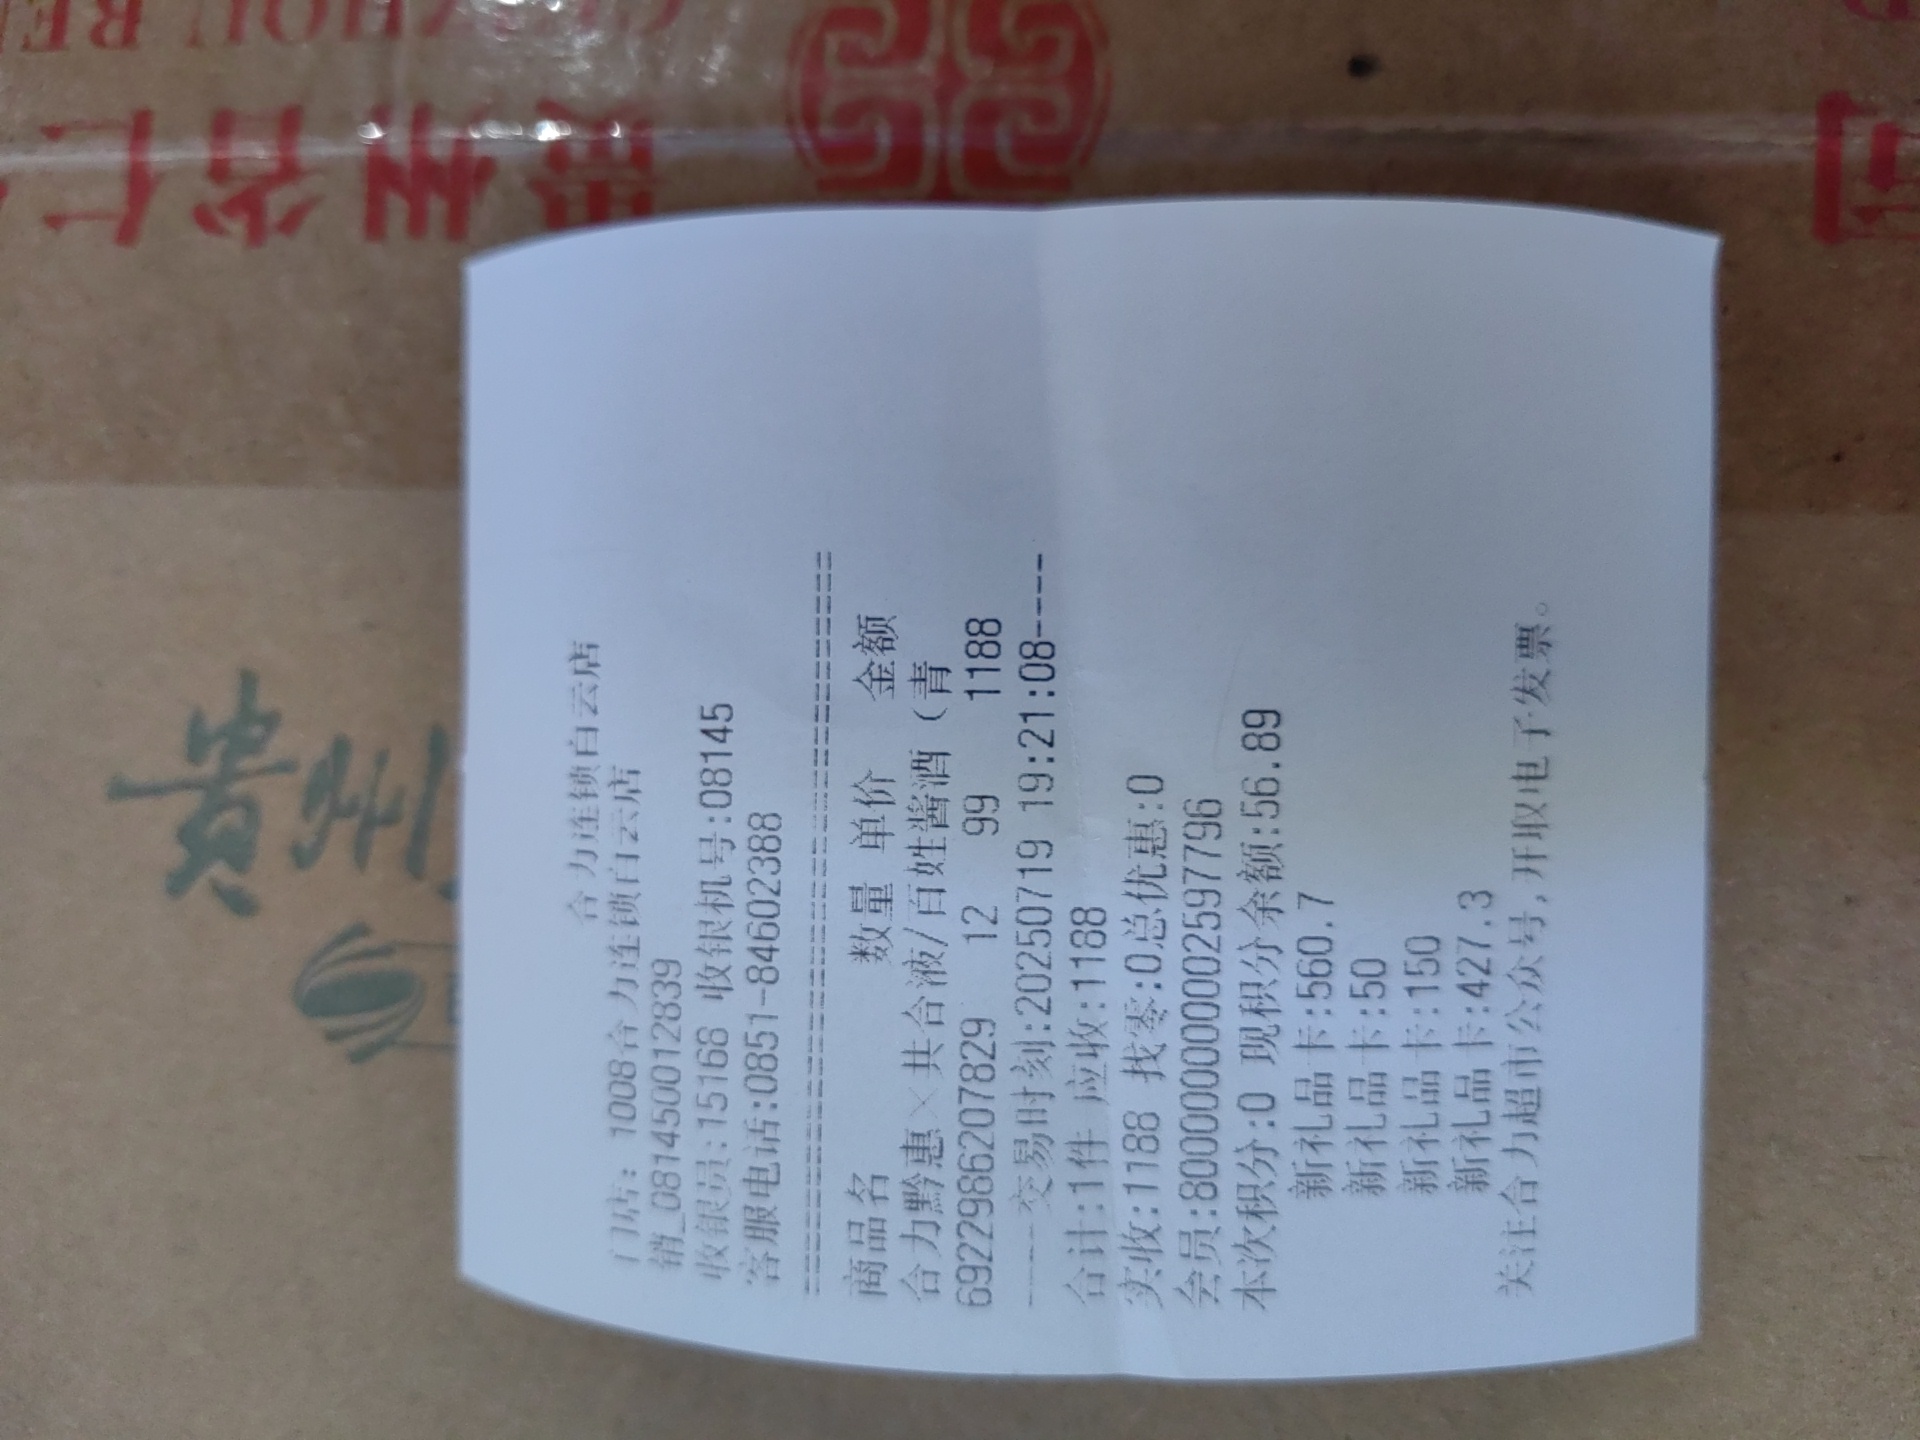 合力连锁白云店
门店: 1008合力连锁白云店
销_0814500012839
收银员:15168 收银机号:08145
客服电话:0851-84602388
================================
商品名 数量 单价 金额
合力黔惠×共合液/百姓酱酒(青
6922986207829 12 99 1188
----交易时刻:20250719 19:21:08----
合计:1件 应收:1188
实收:1188 找零:0总优惠:0
会员:8000000002597796
本次积分:0 现积分余额:56.89
新礼品卡:560.7
新礼品卡:50
新礼品卡:150
新礼品卡:427.3
关注合力超市公众号,开取电子发票。
贵州省仁
司